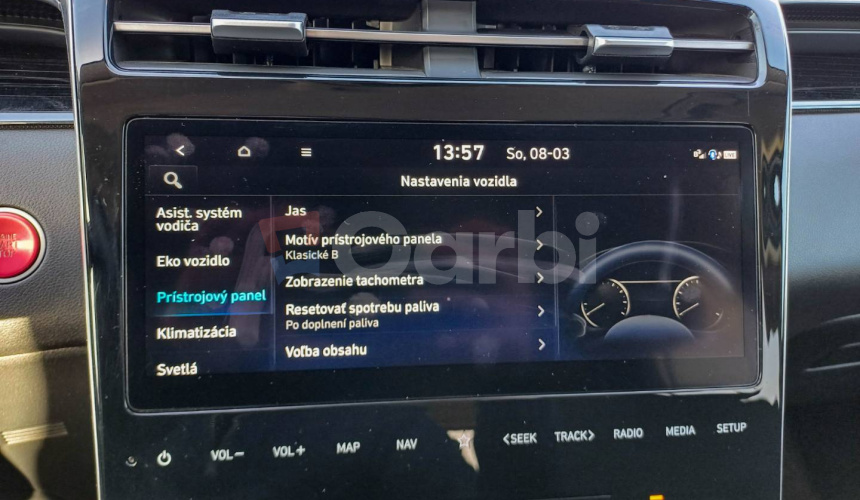 13:57 So, 08-03
Nastavenia vozidla
Asist. systém
vodiča
Eko vozidlo
Prístrojový panel
Klimatizácia
Svetlá
Jas
Motív prístrojového panela
Klasické B
Zobrazenie tachometra
Resetovať spotrebu paliva
Po doplnení paliva
Voľba obsahu
Qarbi
VOL− VOL+ MAP NAV <SEEK TRACK> RADIO MEDIA SETUP